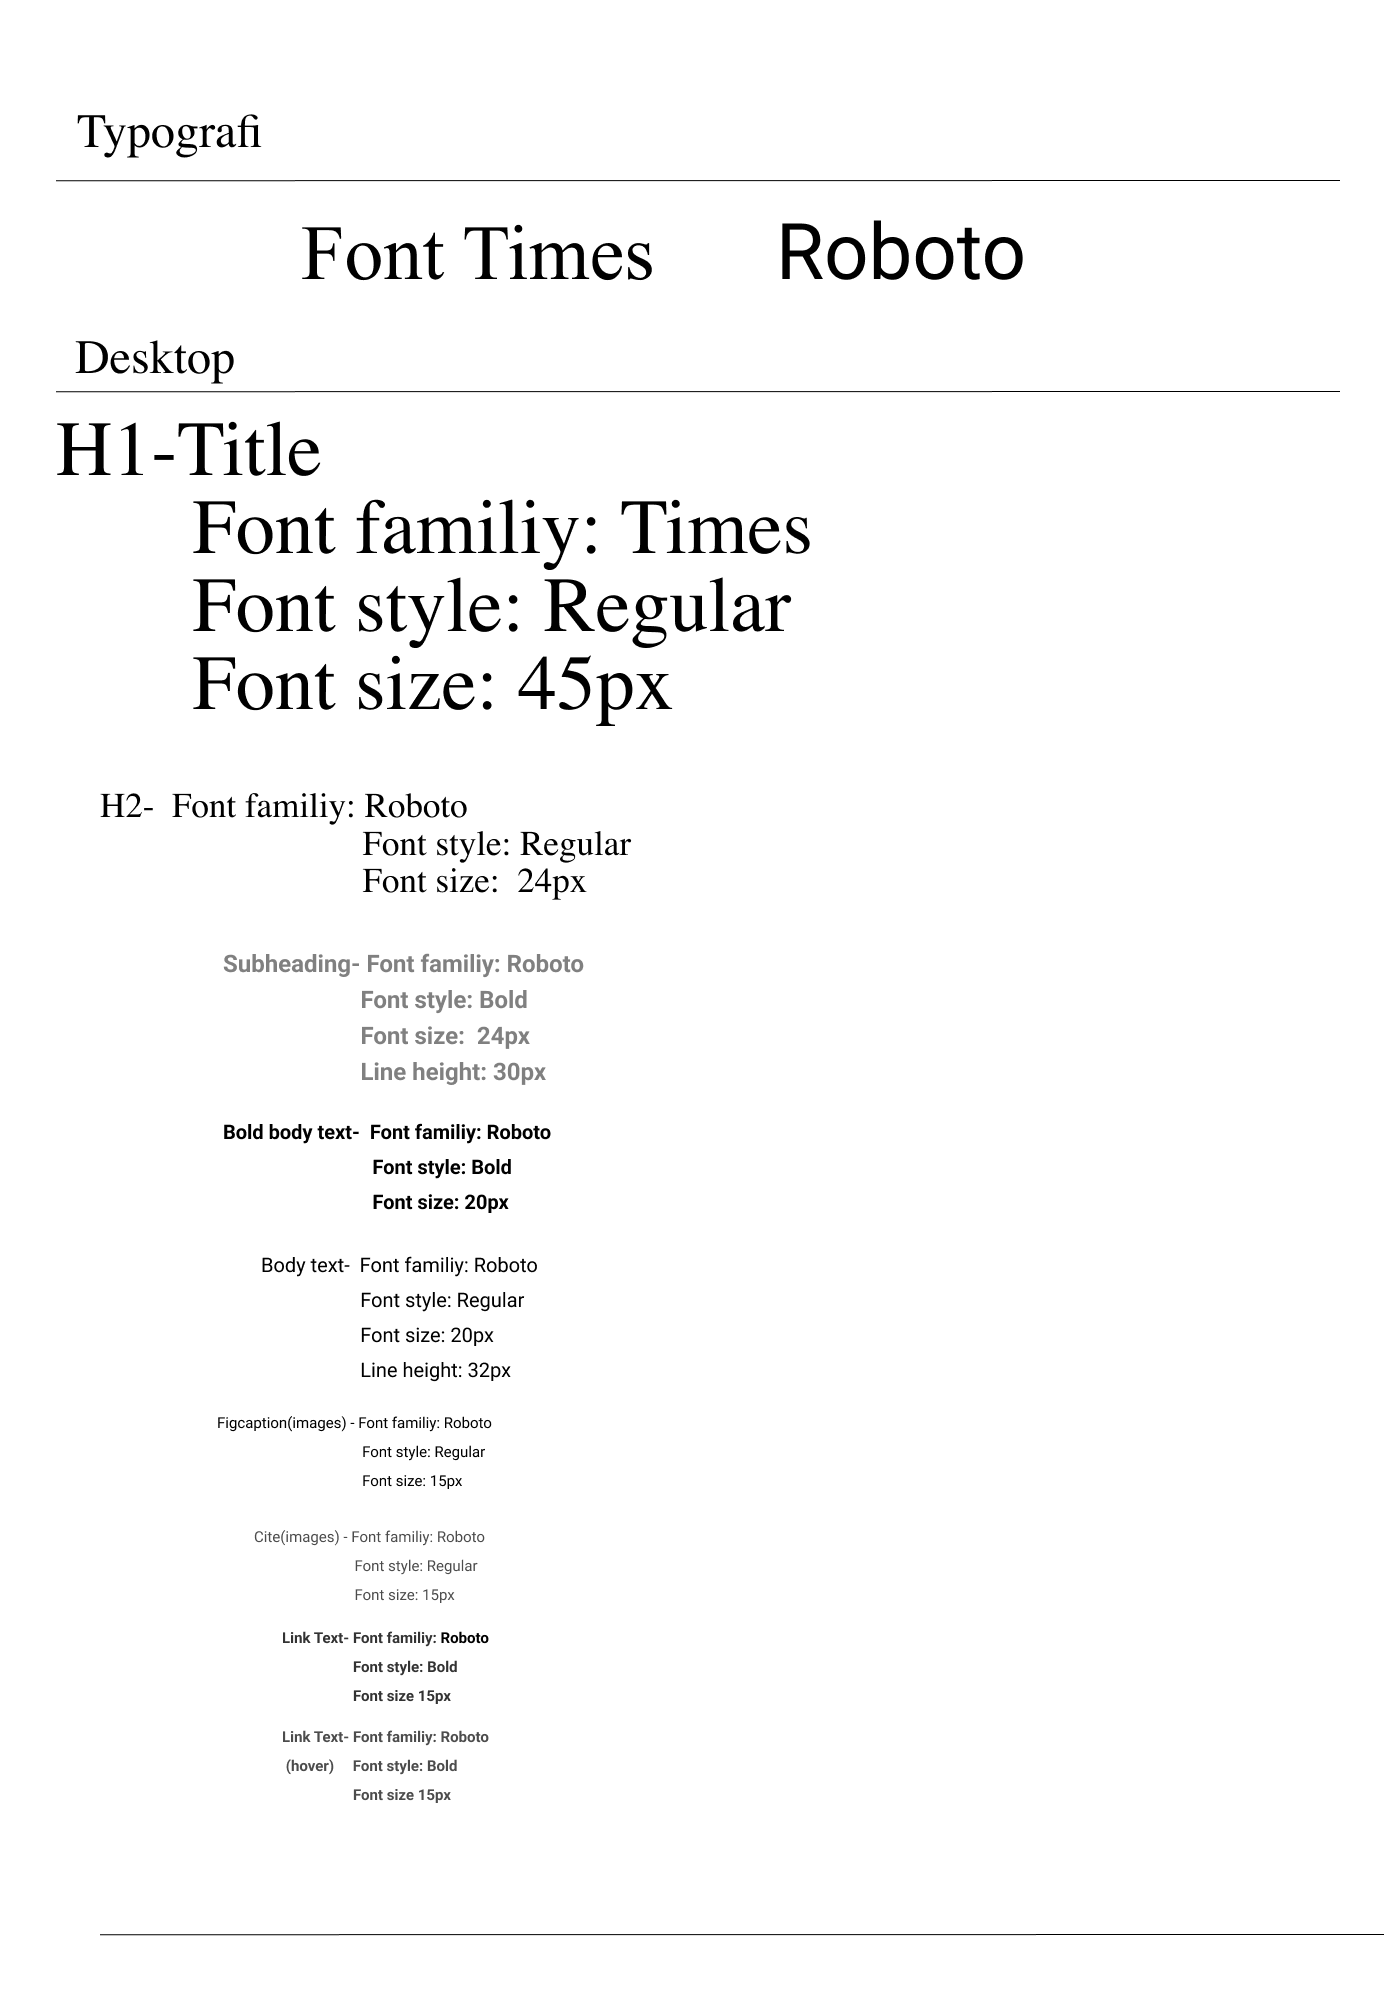 Typografi
Font Times Roboto
Desktop
H1-Title
Font familiy: Times
Font style: Regular
Font size: 45px
H2- Font familiy: Roboto
Font style: Regular
Font size: 24px
Subheading- Font familiy: Roboto
Font style: Bold
Font size: 24px
Line height: 30px
Bold body text- Font familiy: Roboto
Font style: Bold
Font size: 20px
Body text- Font familiy: Roboto
Font style: Regular
Font size: 20px
Line height: 32px
Figcaption(images) - Font familiy: Roboto
Font style: Regular
Font size: 15px
Cite(images) - Font familiy: Roboto
Font style: Regular
Font size: 15px
Link Text- Font familiy: Roboto
Font style: Bold
Font size 15px
Link Text- Font familiy: Roboto
(hover) Font style: Bold
Font size 15px